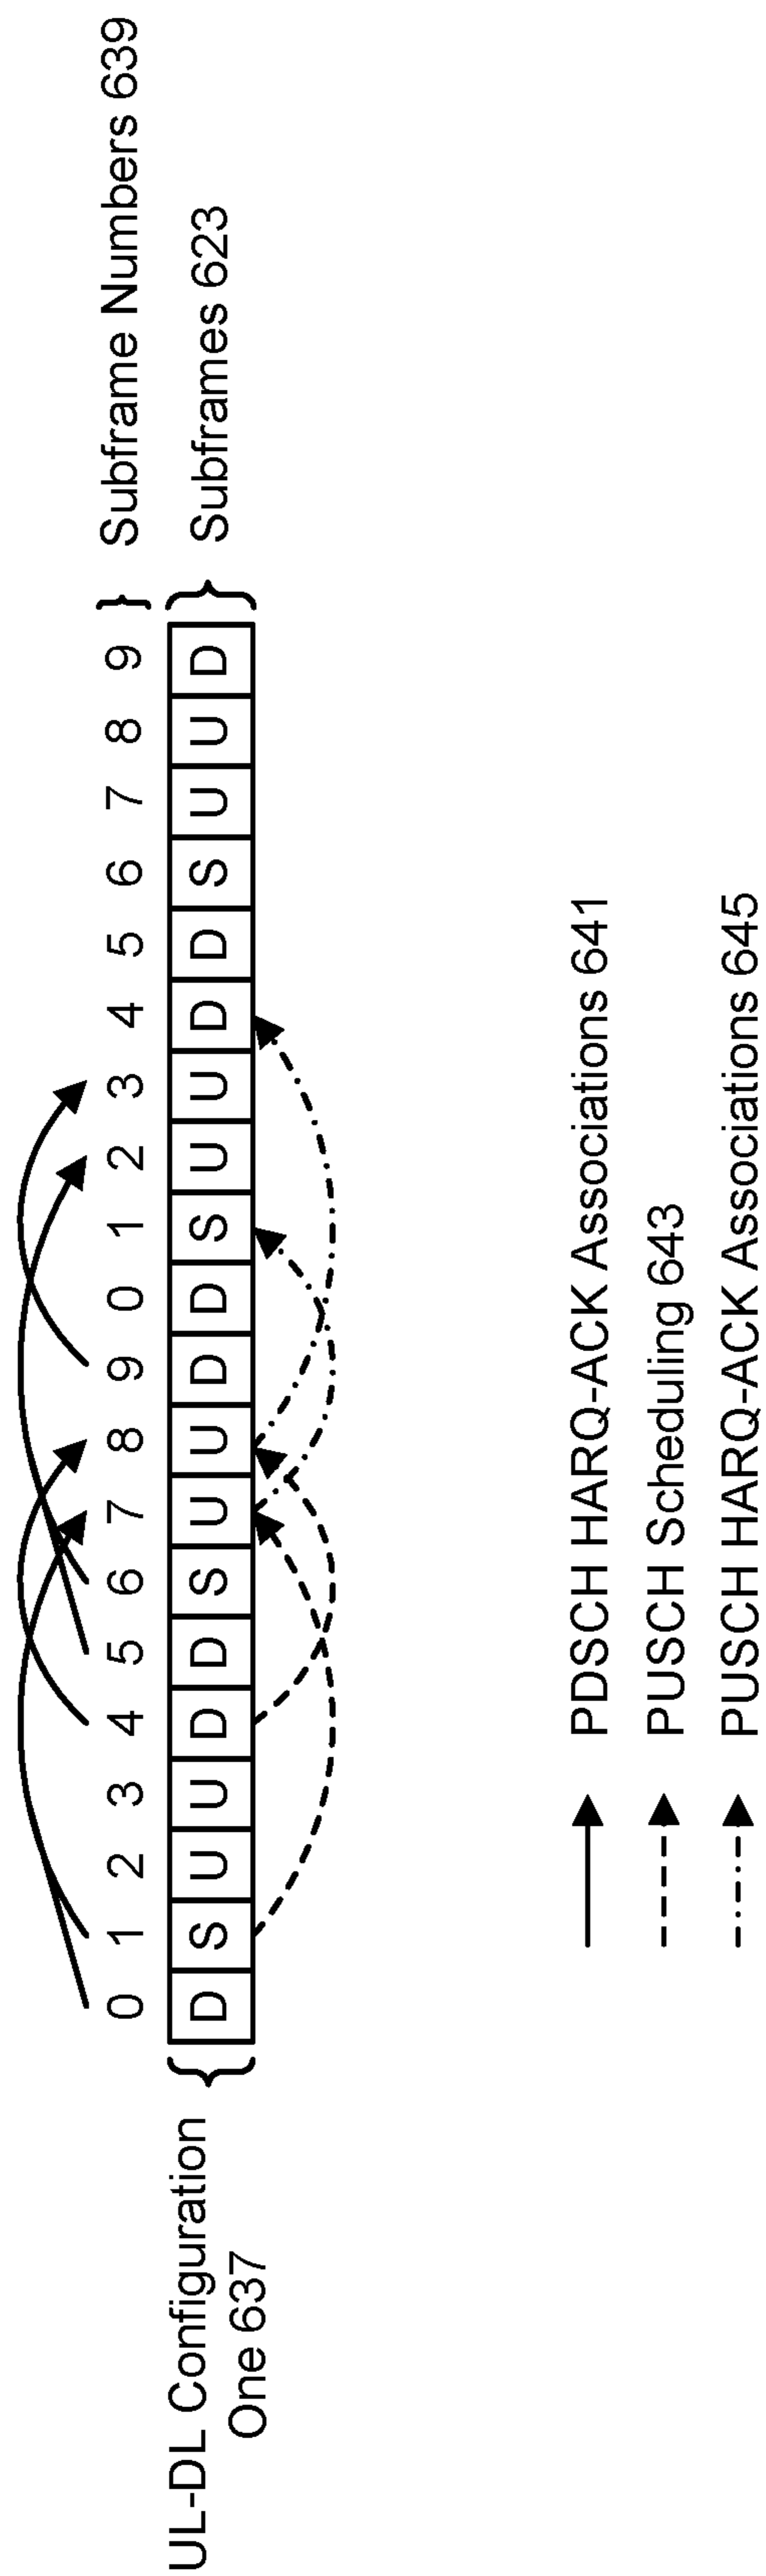 0 1 2 3 4 5 6 7 8 9 0 1 2 3 4 5 6 7 8 9 } Subframe Numbers 639
UL-DL Configuration
One 637
D S U U D D S U U D D S U U D D S U U D
Subframes 623
PDSCH HARQ-ACK Associations 641
PUSCH Scheduling 643
PUSCH HARQ-ACK Associations 645